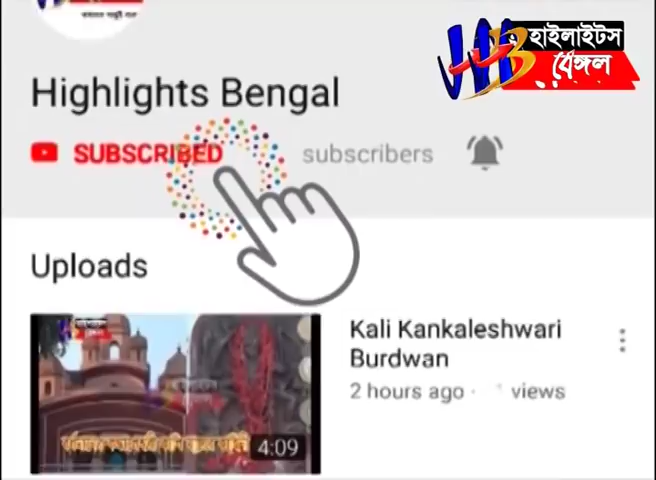 হাইলাইটস
বেঙ্গল
Highlights Bengal
SUBSCRIBED
subscribers
Uploads
Kali Kankaleshwari
Burdwan
2 hours ago · views
4:09